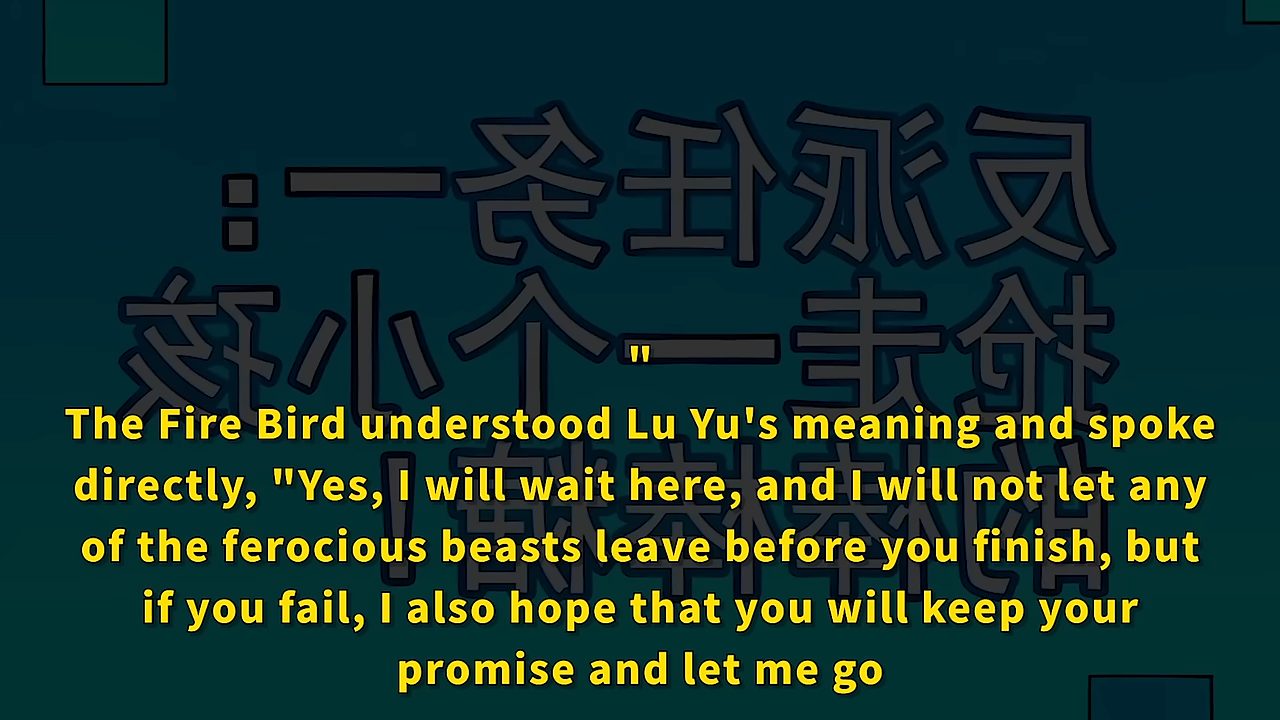 反派任务一：
抢走一个小孩
的棒棒糖！
"
The Fire Bird understood Lu Yu's meaning and spoke
directly, "Yes, I will wait here, and I will not let any
of the ferocious beasts leave before you finish, but
if you fail, I also hope that you will keep your
promise and let me go